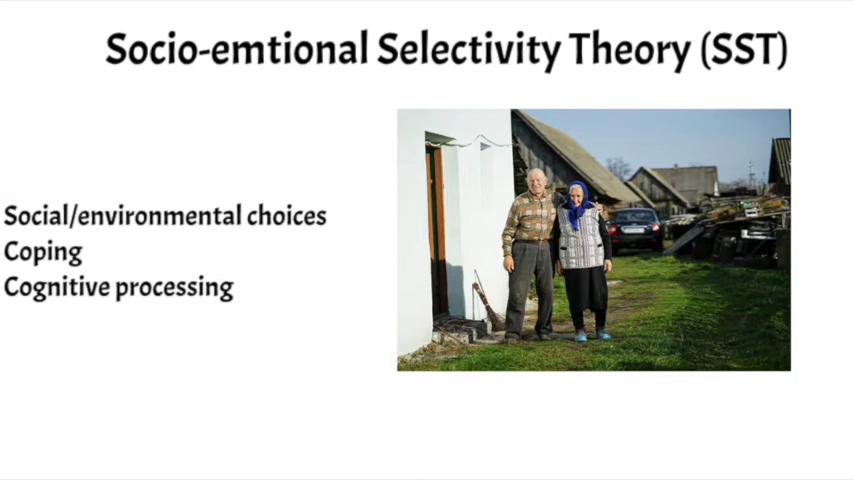 Socio-emtional Selectivity Theory (SST)
Social/environmental choices
Coping
Cognitive processing